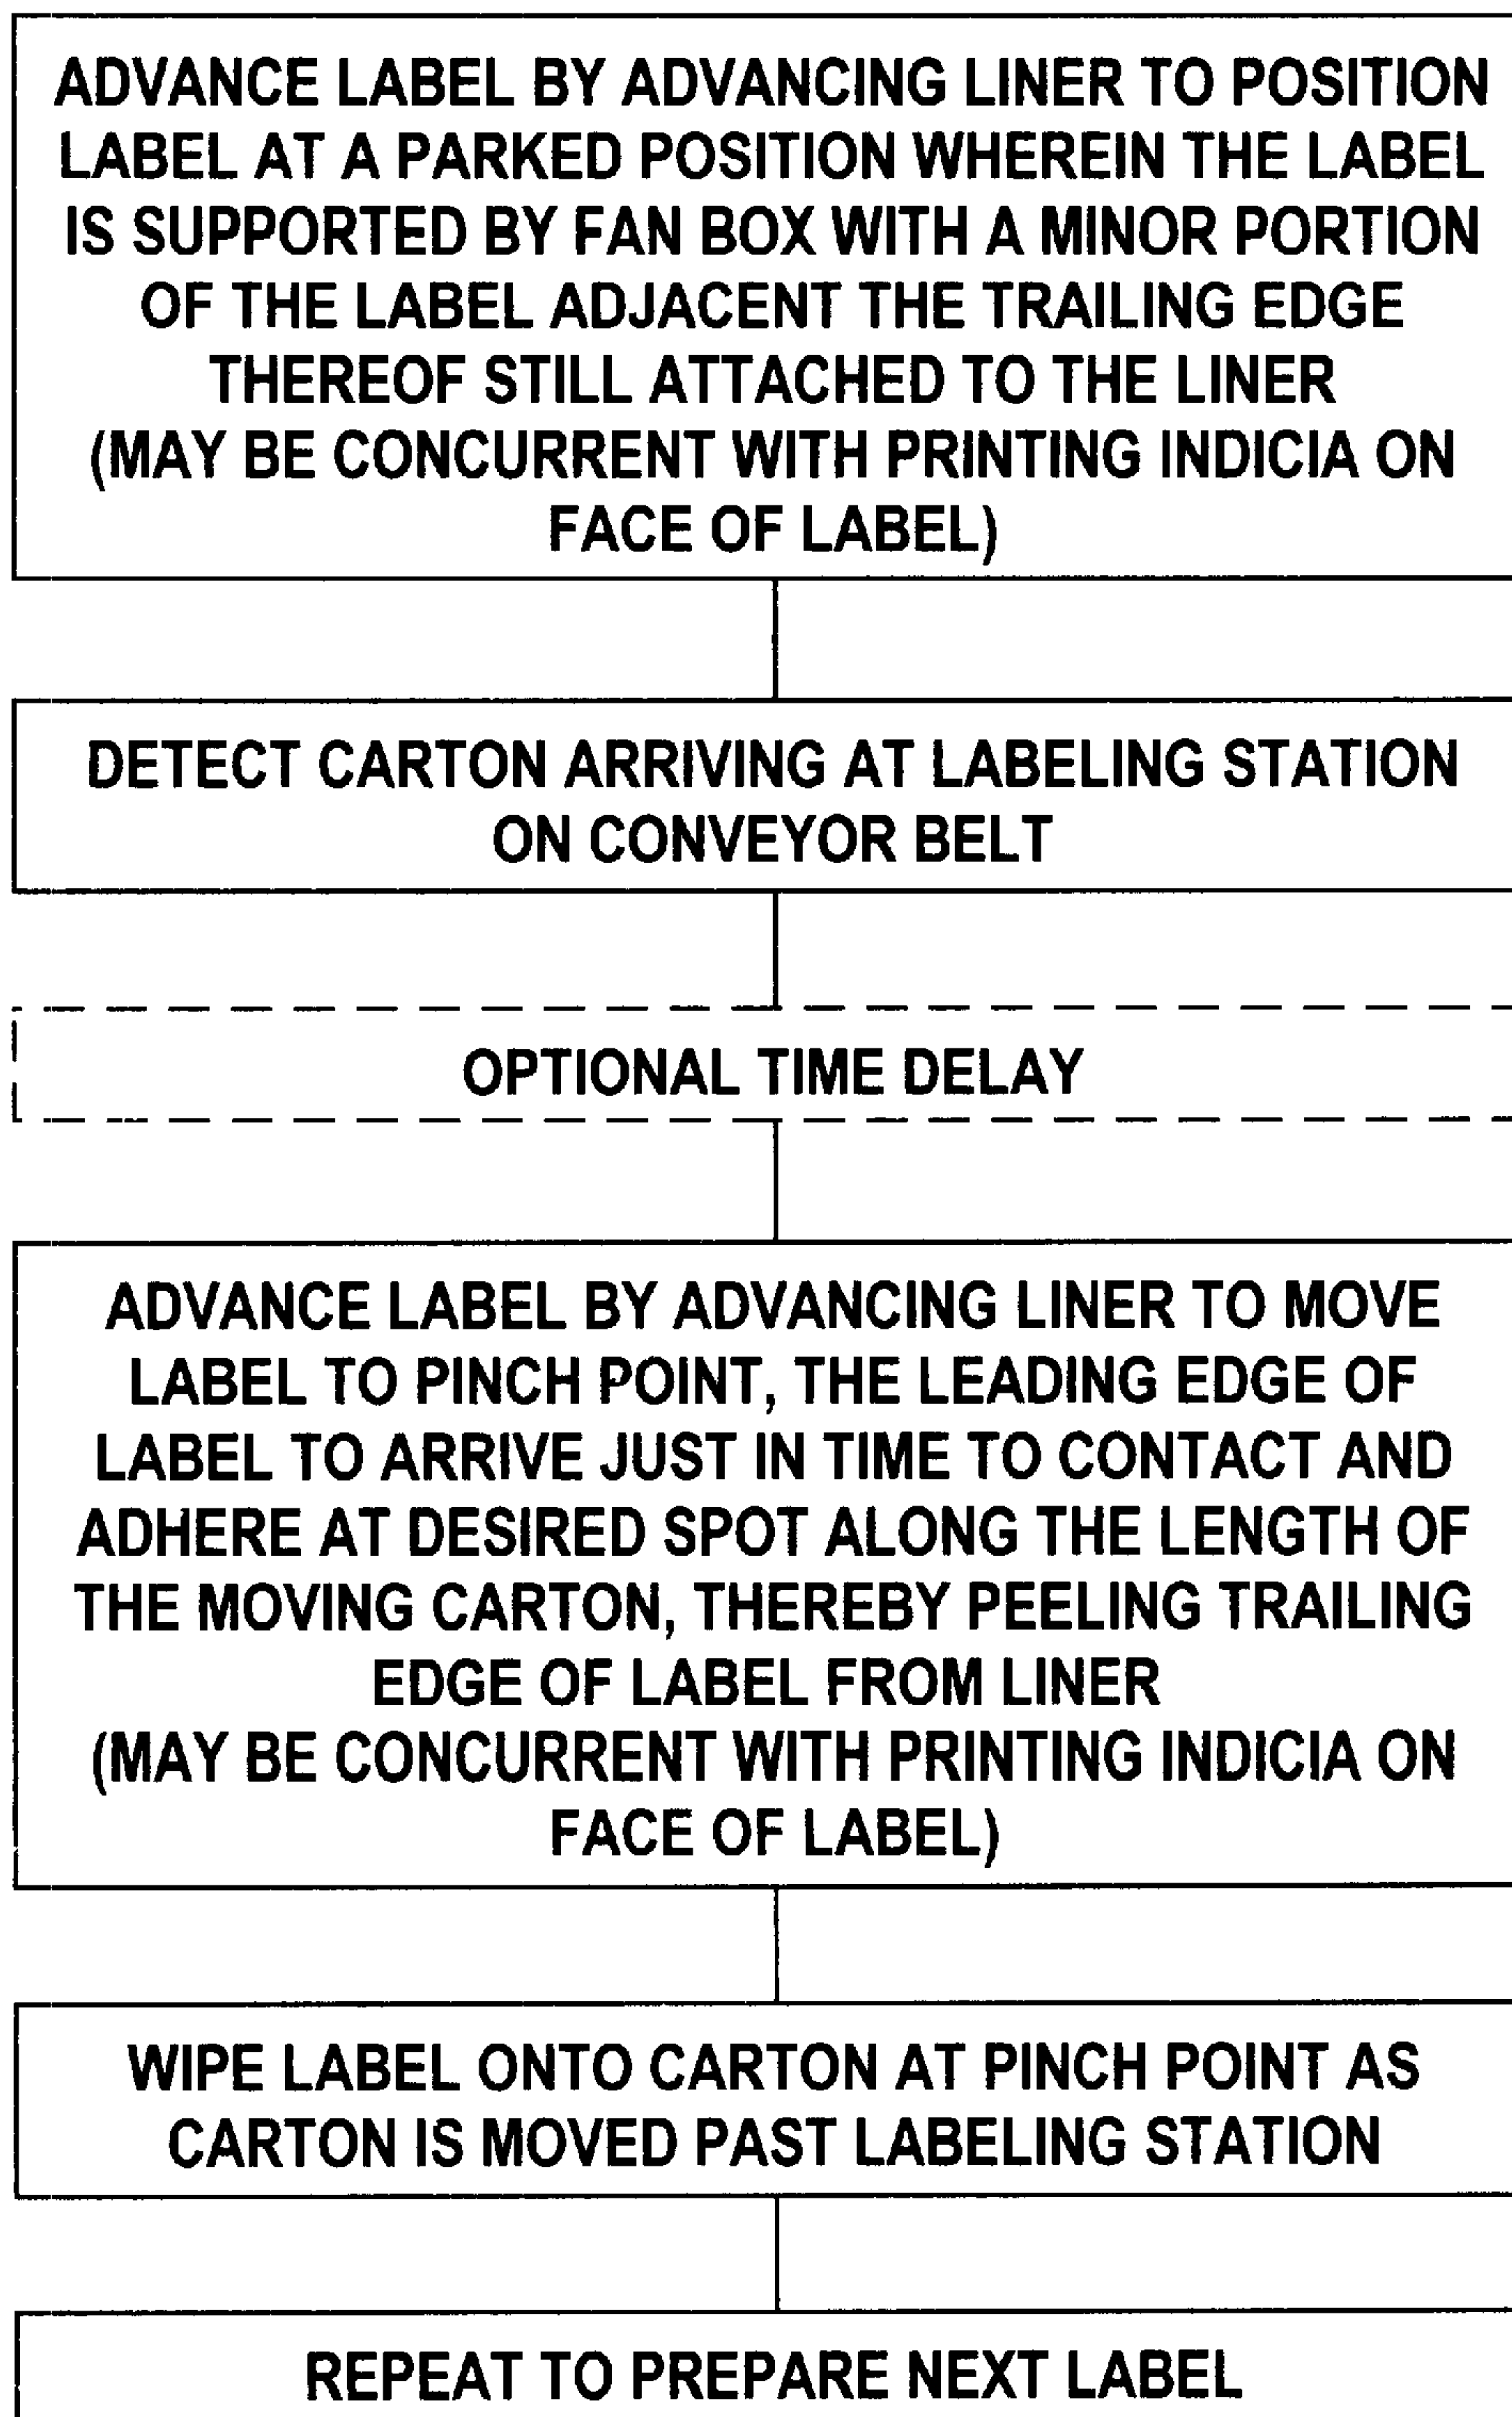 ADVANCE LABEL BY ADVANCING LINER TO POSITION
LABEL AT A PARKED POSITION WHEREIN THE LABEL
IS SUPPORTED BY FAN BOX WITH A MINOR PORTION
OF THE LABEL ADJACENT THE TRAILING EDGE
THEREOF STILL ATTACHED TO THE LINER
(MAY BE CONCURRENT WITH PRINTING INDICIA ON
FACE OF LABEL)
DETECT CARTON ARRIVING AT LABELING STATION
ON CONVEYOR BELT
OPTIONAL TIME DELAY
ADVANCE LABEL BY ADVANCING LINER TO MOVE
LABEL TO PINCH POINT, THE LEADING EDGE OF
LABEL TO ARRIVE JUST IN TIME TO CONTACT AND
ADHERE AT DESIRED SPOT ALONG THE LENGTH OF
THE MOVING CARTON, THEREBY PEELING TRAILING
EDGE OF LABEL FROM LINER
(MAY BE CONCURRENT WITH PRINTING INDICIA ON
FACE OF LABEL)
WIPE LABEL ONTO CARTON AT PINCH POINT AS
CARTON IS MOVED PAST LABELING STATION
REPEAT TO PREPARE NEXT LABEL